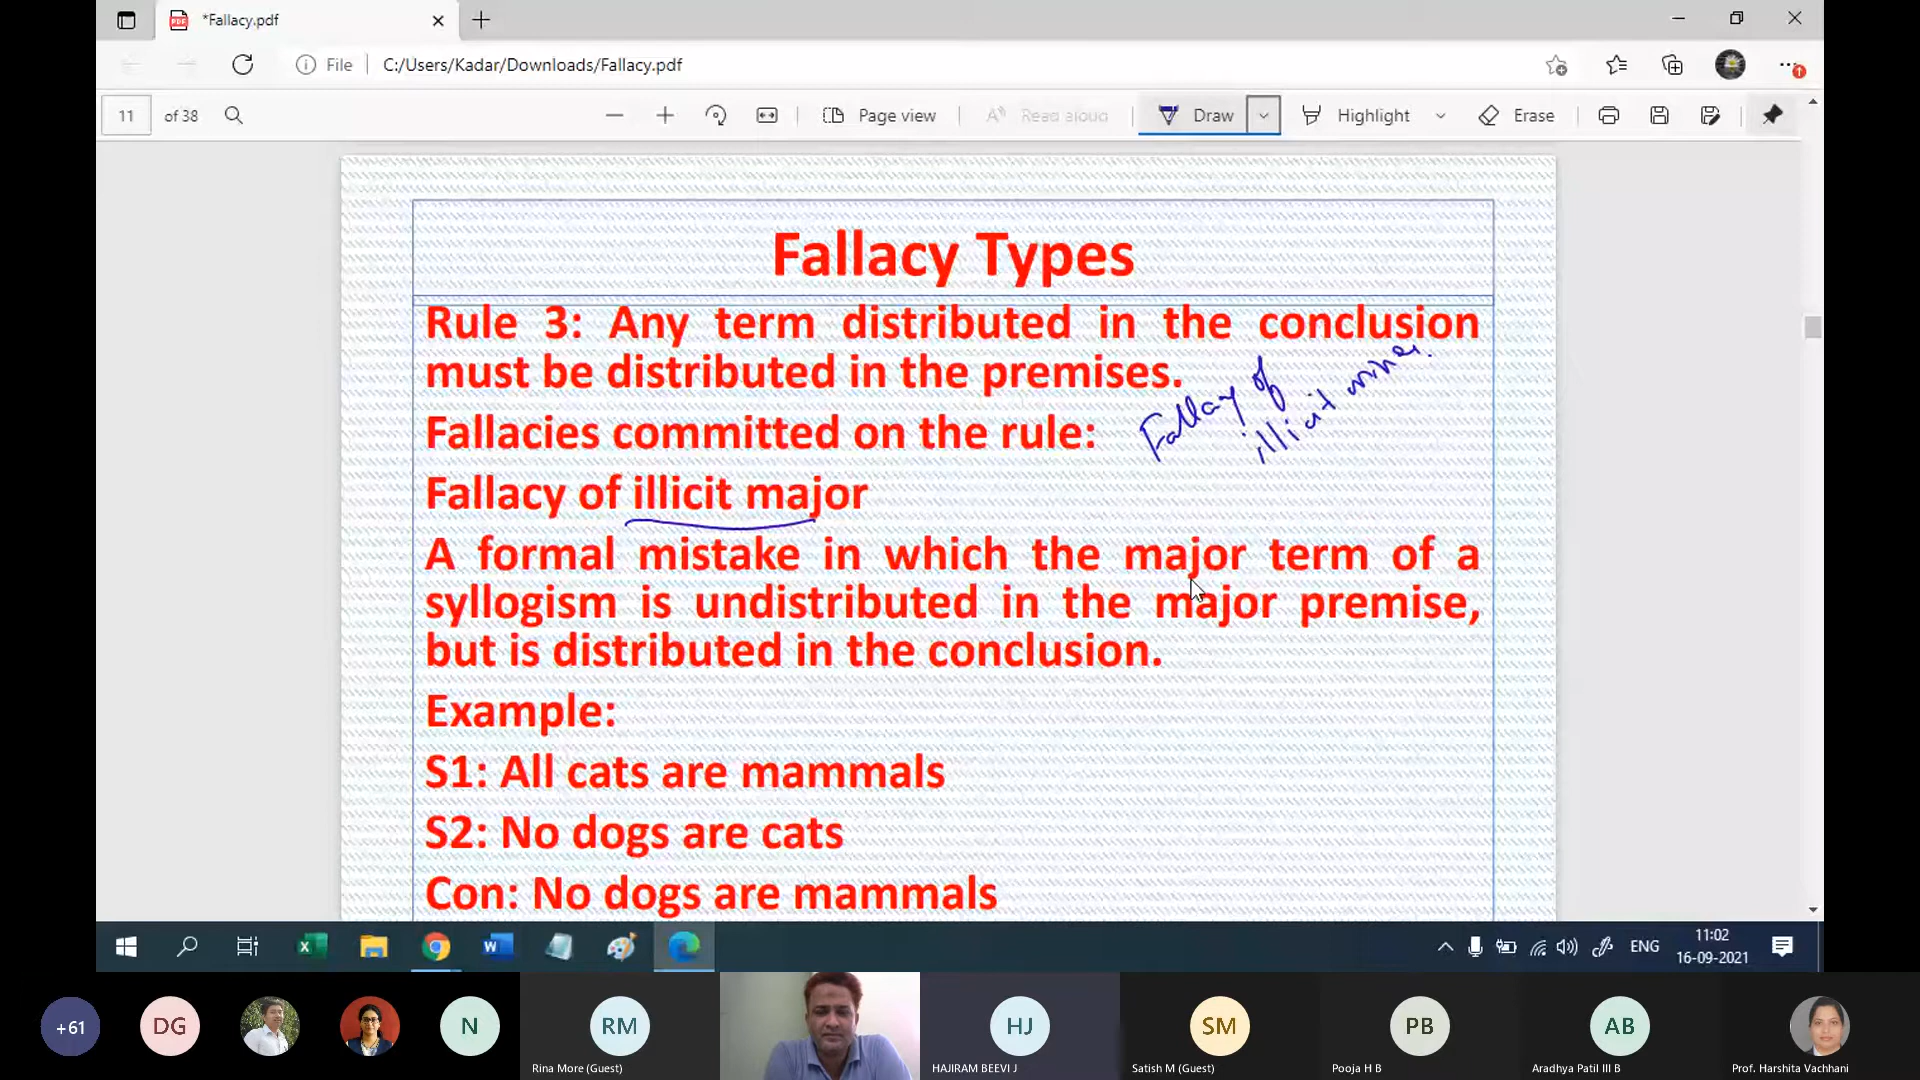 *Fallacy.pdf
File
C:/Users/Kadar/Downloads/Fallacy.pdf
11 of 38
Page view
Read aloud
Draw
Highlight
Erase
Fallacy Types
Rule 3: Any term distributed in the conclusion
must be distributed in the premises.
Fallacy of
illicit minor.
Fallacies committed on the rule:
Fallacy of illicit major
A formal mistake in which the major term of a
syllogism is undistributed in the major premise,
but is distributed in the conclusion.
Example:
S1: All cats are mammals
S2: No dogs are cats
Con: No dogs are mammals
ENG
11:02
16-09-2021
+61
DG
N
RM
Rina More (Guest)
HJ
HAJIRAM BEEVI J
SM
Satish M (Guest)
PB
Pooja H B
AB
Aradhya Patil III B
Prof. Harshita Vachhani